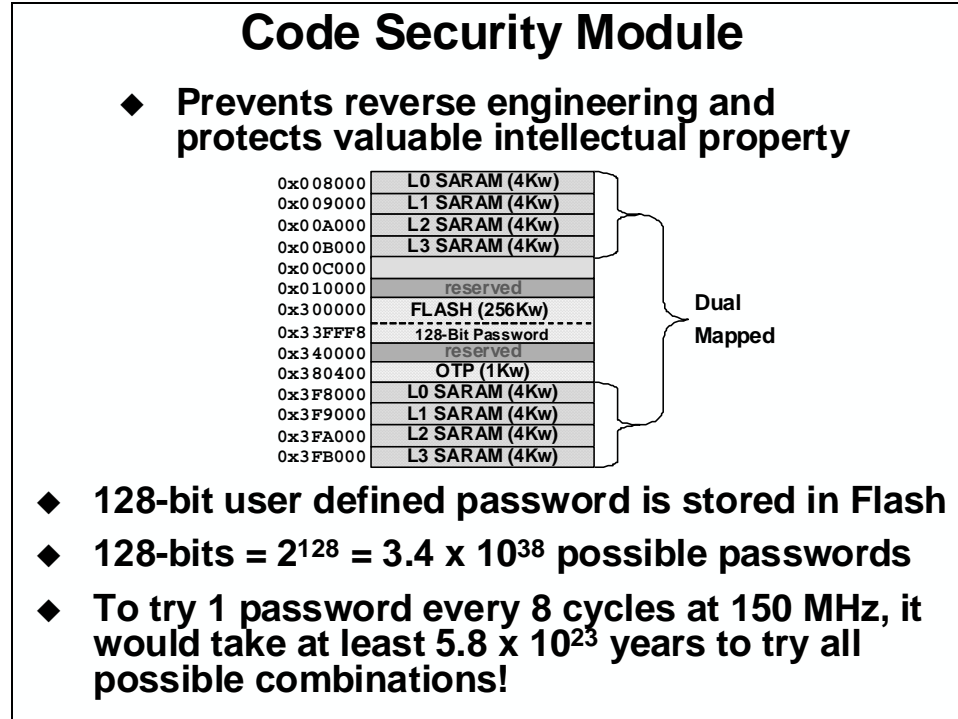 Code Security Module
◆ Prevents reverse engineering and
protects valuable intellectual property
0x008000 L0 SARAM (4Kw)
0x009000 L1 SARAM (4Kw)
0x00A000 L2 SARAM (4Kw)
0x00B000 L3 SARAM (4Kw)
0x00C000
0x010000 reserved
0x300000 FLASH (256Kw)
0x33FFF8 128-Bit Password
0x340000 reserved
0x380400 OTP (1Kw)
0x3F8000 L0 SARAM (4Kw)
0x3F9000 L1 SARAM (4Kw)
0x3FA000 L2 SARAM (4Kw)
0x3FB000 L3 SARAM (4Kw)
Dual
Mapped
◆ 128-bit user defined password is stored in Flash
◆ 128-bits = 2¹²⁸ = 3.4 x 10³⁸ possible passwords
◆ To try 1 password every 8 cycles at 150 MHz, it
would take at least 5.8 x 10²³ years to try all
possible combinations!